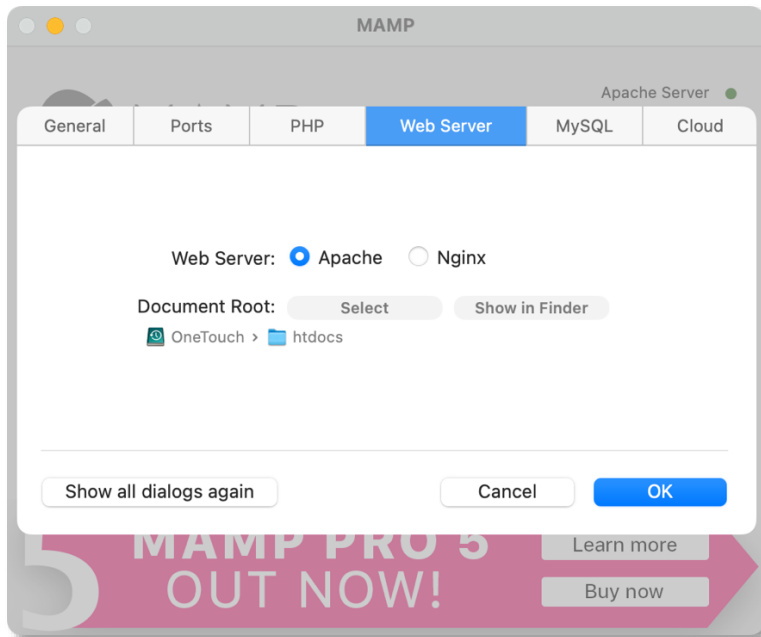 MAMP
Apache Server
General Ports PHP Web Server MySQL Cloud
Web Server: Apache Nginx
Document Root: Select Show in Finder
OneTouch › htdocs
Show all dialogs again Cancel OK
5 MAMP PRO 5 Learn more
OUT NOW! Buy now